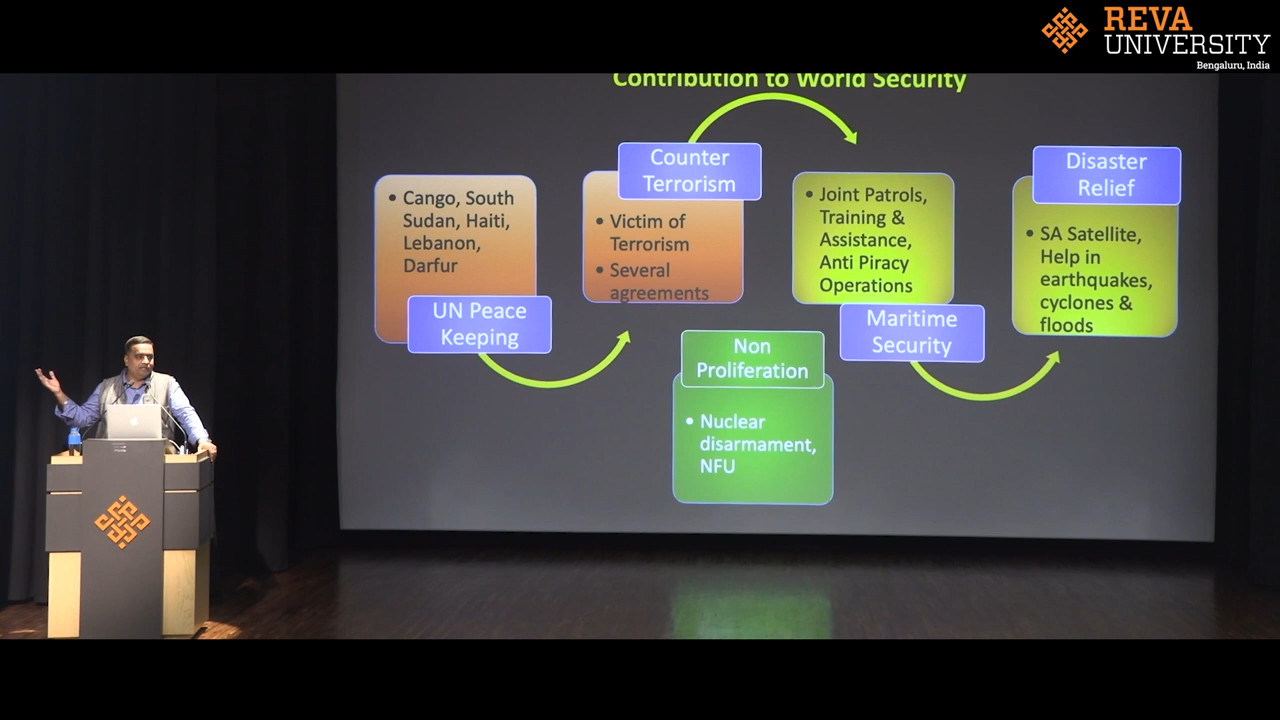 REVA
UNIVERSITY
Bengaluru, India
Contribution to World Security
• Cango, South
Sudan, Haiti,
Lebanon,
Darfur
UN Peace
Keeping
Counter
Terrorism
• Victim of
Terrorism
• Several
agreements
• Joint Patrols,
Training &
Assistance,
Anti Piracy
Operations
Maritime
Security
Disaster
Relief
• SA Satellite,
Help in
earthquakes,
cyclones &
floods
Non
Proliferation
• Nuclear
disarmament,
NFU